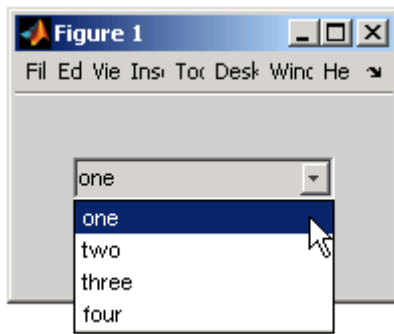 Figure 1
Fil Ed Vie Ins Too Desk Winc He
one
one
two
three
four